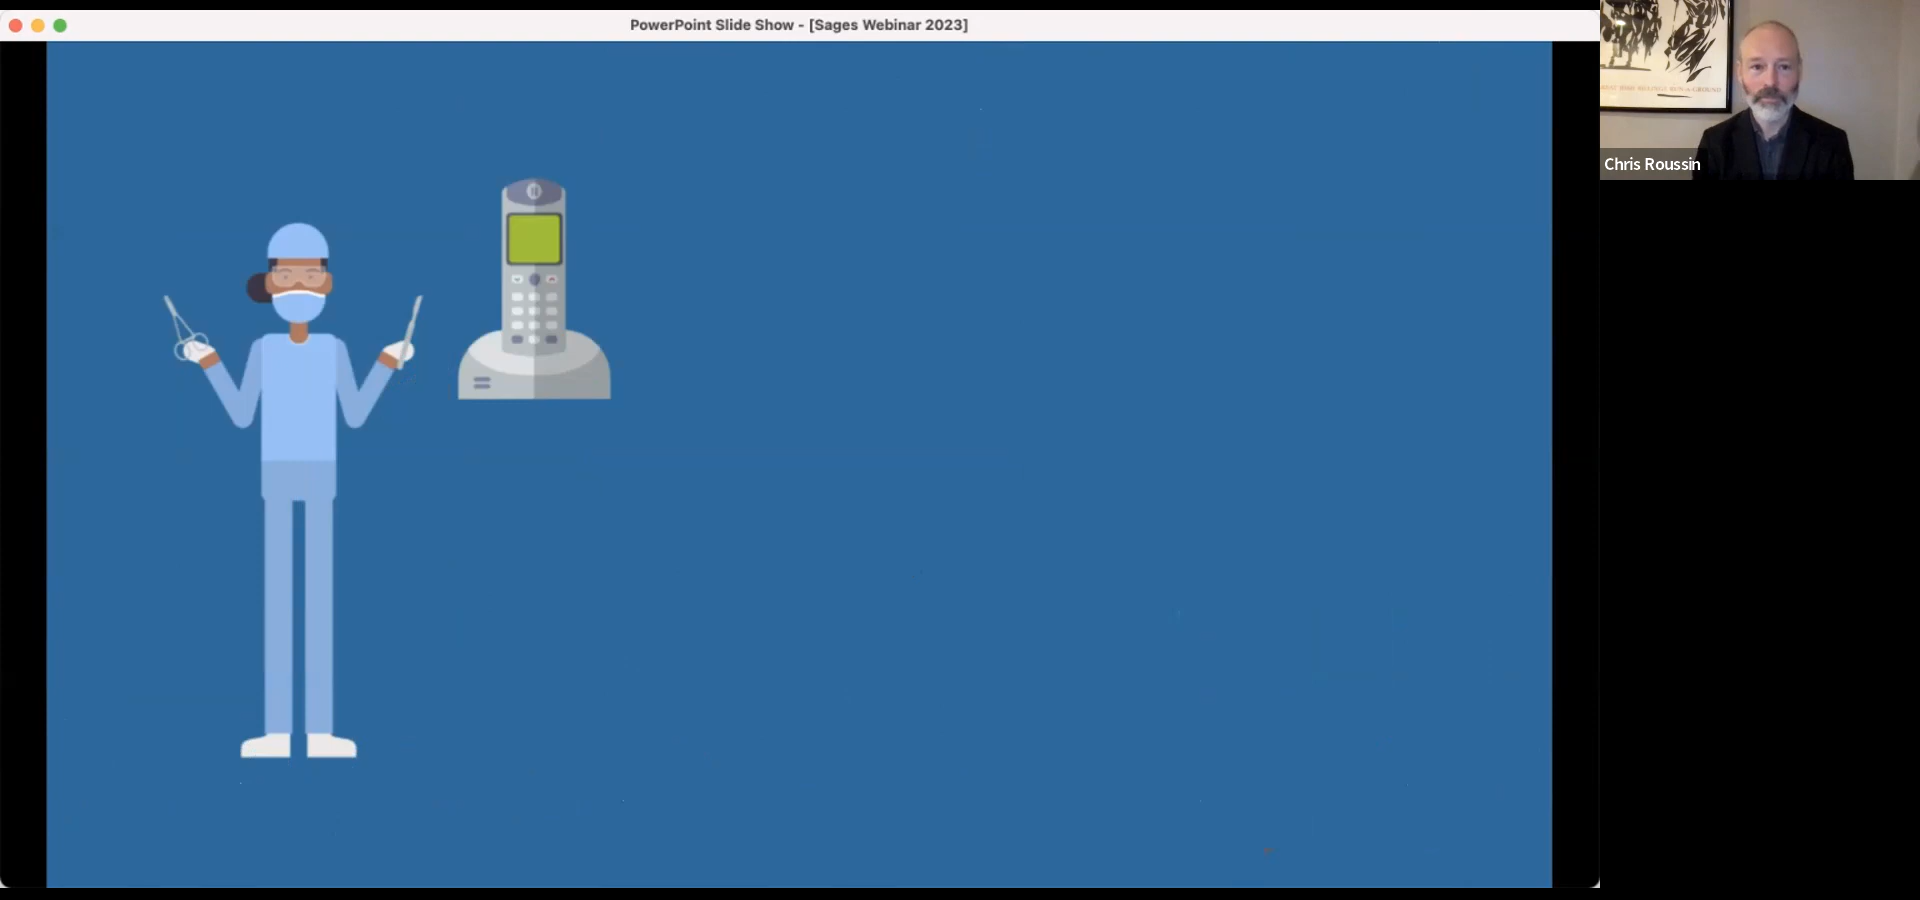 PowerPoint Slide Show - [Sages Webinar 2023]
Chris Roussin